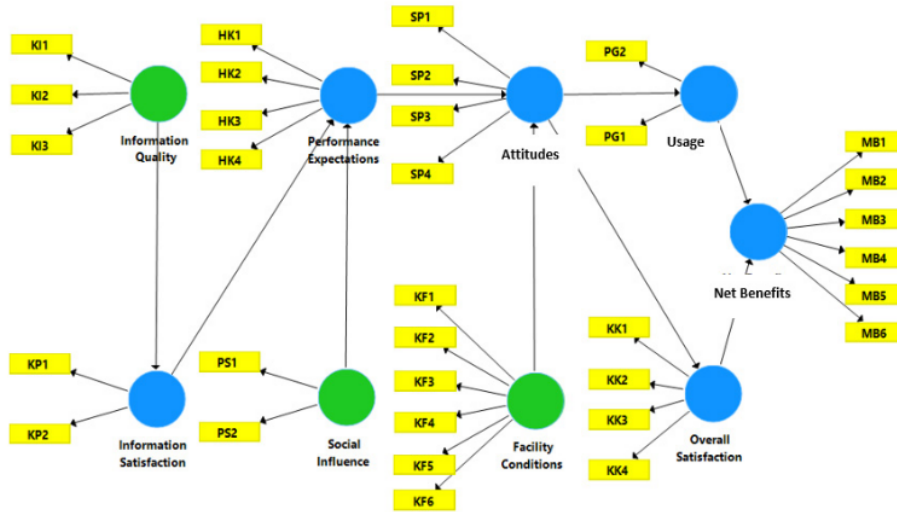 KI1
KI2
KI3
Information
Quality
HK1
HK2
HK3
HK4
Performance
Expectations
SP1
SP2
SP3
SP4
Attitudes
PG2
PG1
Usage
MB1
MB2
MB3
MB4
MB5
MB6
Net Benefits
KP1
KP2
Information
Satisfaction
PS1
PS2
Social
Influence
KF1
KF2
KF3
KF4
KF5
KF6
Facility
Conditions
KK1
KK2
KK3
KK4
Overall
Satisfaction